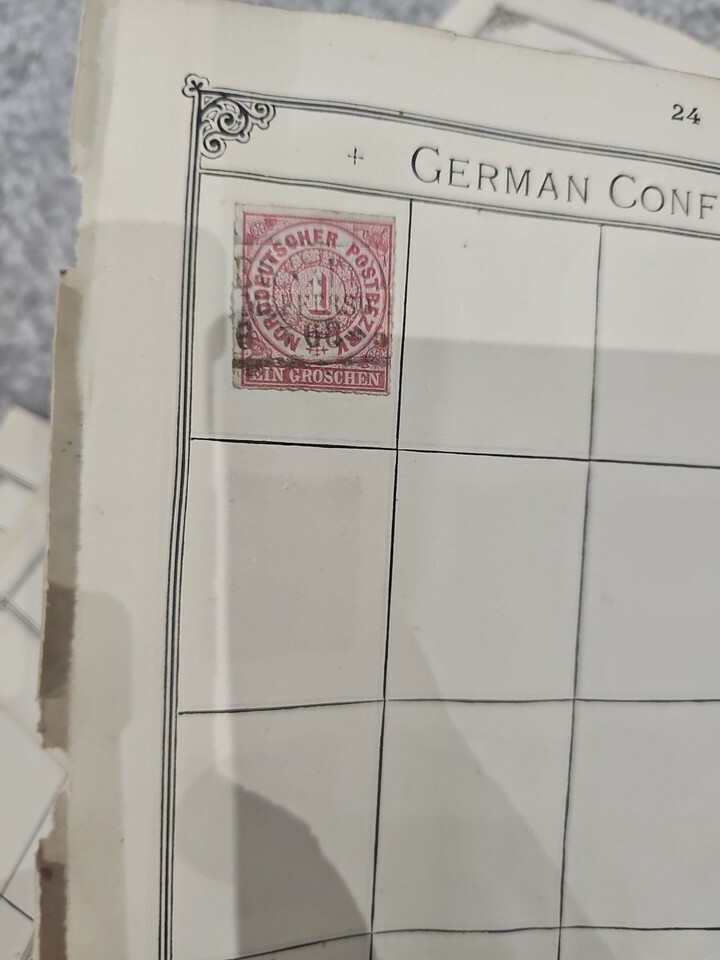 24
GERMAN CONF
NORDDEUTSCHER POSTBEZIRK
1
EIN GROSCHEN